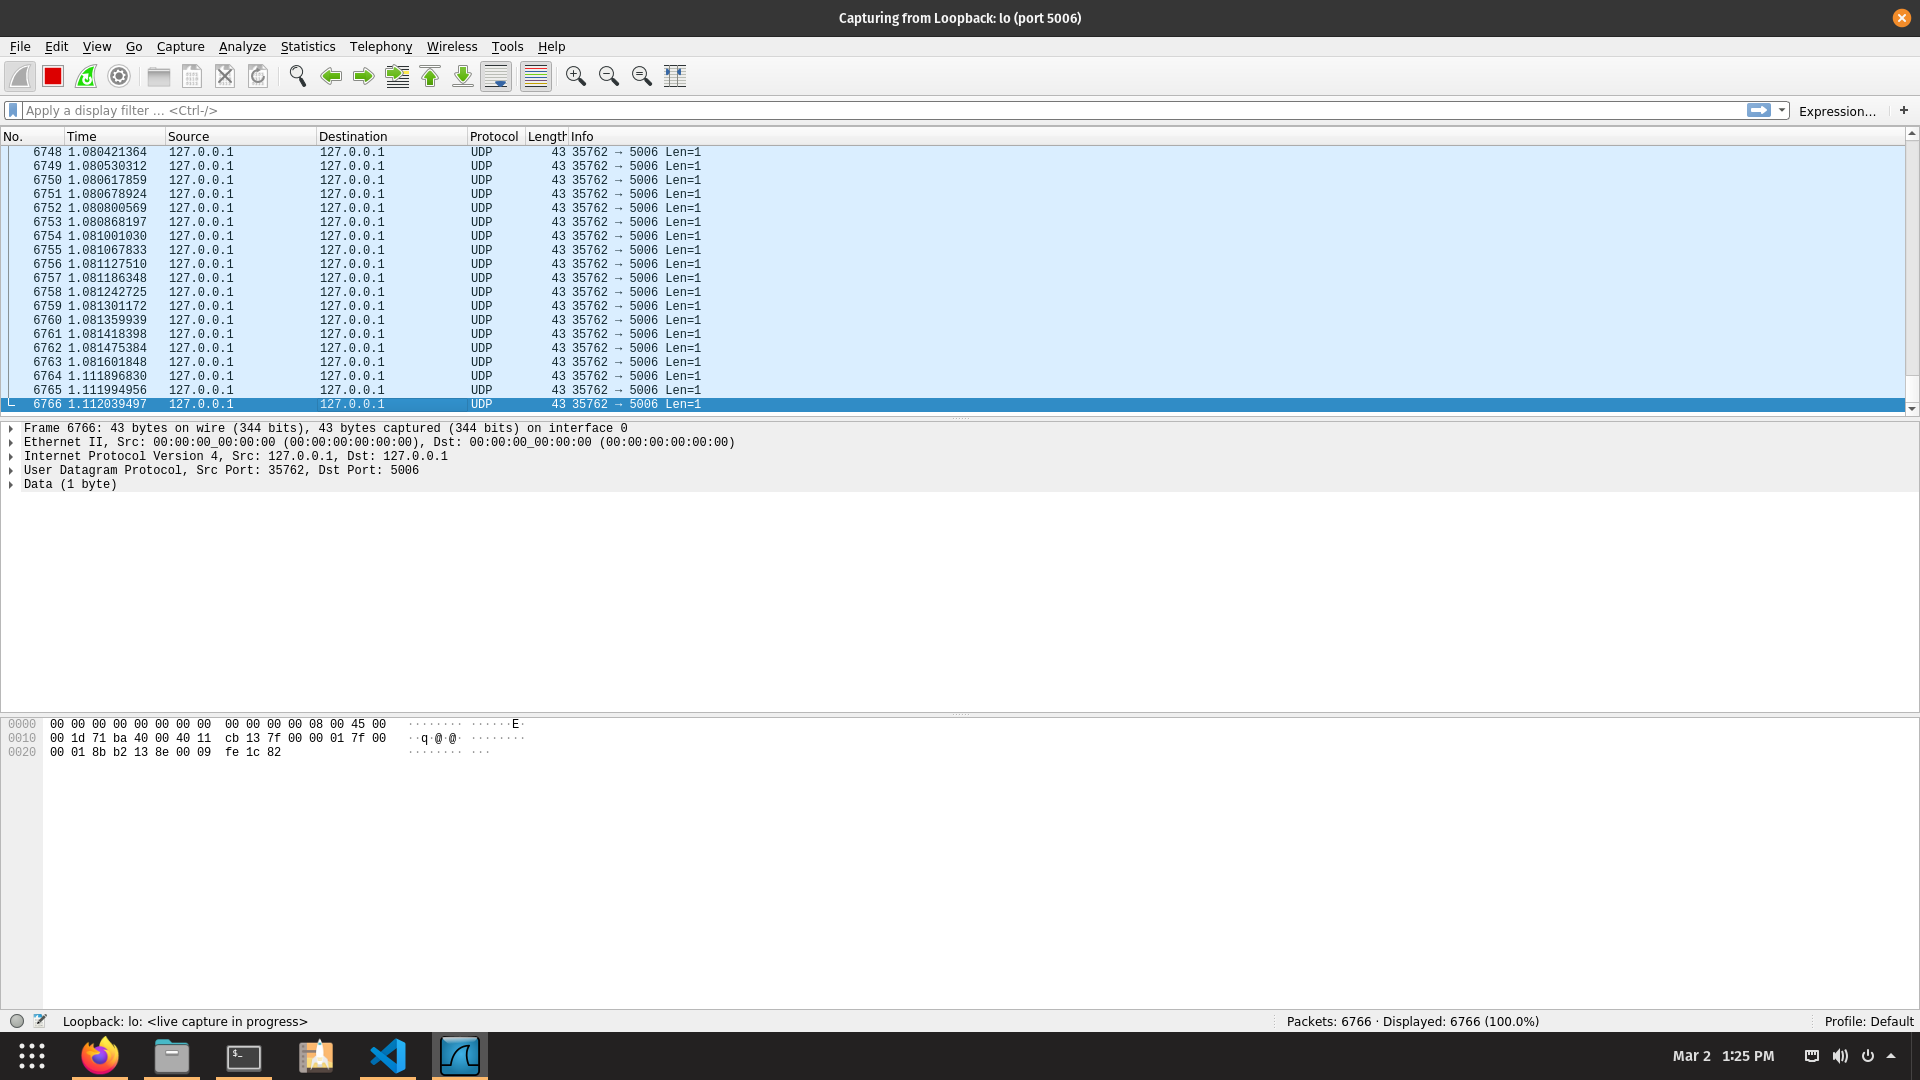 Capturing from Loopback: lo (port 5006)
File Edit View Go Capture Analyze Statistics Telephony Wireless Tools Help
Apply a display filter ... <Ctrl-/> Expression... +
No. Time Source Destination Protocol Length Info
6748 1.080421364 127.0.0.1 127.0.0.1 UDP 43 35762 → 5006 Len=1
6749 1.080530312 127.0.0.1 127.0.0.1 UDP 43 35762 → 5006 Len=1
6750 1.080617859 127.0.0.1 127.0.0.1 UDP 43 35762 → 5006 Len=1
6751 1.080678924 127.0.0.1 127.0.0.1 UDP 43 35762 → 5006 Len=1
6752 1.080800569 127.0.0.1 127.0.0.1 UDP 43 35762 → 5006 Len=1
6753 1.080868197 127.0.0.1 127.0.0.1 UDP 43 35762 → 5006 Len=1
6754 1.081001030 127.0.0.1 127.0.0.1 UDP 43 35762 → 5006 Len=1
6755 1.081067833 127.0.0.1 127.0.0.1 UDP 43 35762 → 5006 Len=1
6756 1.081127510 127.0.0.1 127.0.0.1 UDP 43 35762 → 5006 Len=1
6757 1.081186348 127.0.0.1 127.0.0.1 UDP 43 35762 → 5006 Len=1
6758 1.081242725 127.0.0.1 127.0.0.1 UDP 43 35762 → 5006 Len=1
6759 1.081301172 127.0.0.1 127.0.0.1 UDP 43 35762 → 5006 Len=1
6760 1.081359939 127.0.0.1 127.0.0.1 UDP 43 35762 → 5006 Len=1
6761 1.081418398 127.0.0.1 127.0.0.1 UDP 43 35762 → 5006 Len=1
6762 1.081475384 127.0.0.1 127.0.0.1 UDP 43 35762 → 5006 Len=1
6763 1.081601848 127.0.0.1 127.0.0.1 UDP 43 35762 → 5006 Len=1
6764 1.111896830 127.0.0.1 127.0.0.1 UDP 43 35762 → 5006 Len=1
6765 1.111994956 127.0.0.1 127.0.0.1 UDP 43 35762 → 5006 Len=1
6766 1.112039497 127.0.0.1 127.0.0.1 UDP 43 35762 → 5006 Len=1
Frame 6766: 43 bytes on wire (344 bits), 43 bytes captured (344 bits) on interface 0
Ethernet II, Src: 00:00:00_00:00:00 (00:00:00:00:00:00), Dst: 00:00:00_00:00:00 (00:00:00:00:00:00)
Internet Protocol Version 4, Src: 127.0.0.1, Dst: 127.0.0.1
User Datagram Protocol, Src Port: 35762, Dst Port: 5006
Data (1 byte)
0000 00 00 00 00 00 00 00 00 00 00 00 00 08 00 45 00 ········ ······E·
0010 00 1d 71 ba 40 00 40 11 cb 13 7f 00 00 01 7f 00 ··q·@·@· ········
0020 00 01 8b b2 13 8e 00 09 fe 1c 82 ········ ···
Loopback: lo: <live capture in progress> Packets: 6766 · Displayed: 6766 (100.0%) Profile: Default
Mar 2 1:25 PM